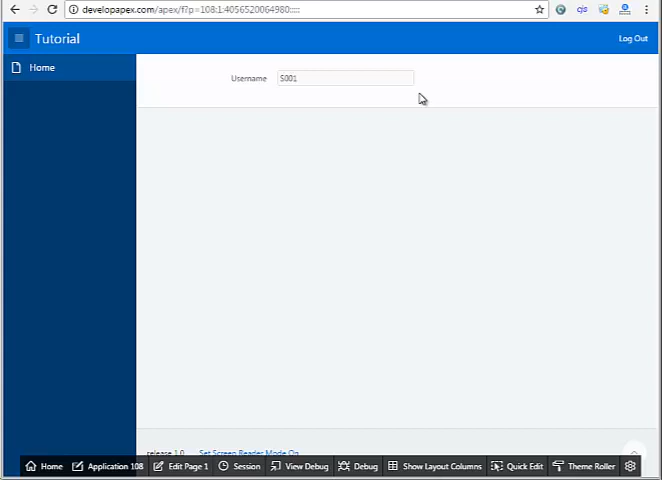 developapex.com/apex/f?p=108:1:4056520064980:::::
Tutorial
Log Out
Home
Username
S001
release 1.0
Set Screen Reader Mode On
Home
Application 108
Edit Page 1
Session
View Debug
Debug
Show Layout Columns
Quick Edit
Theme Roller